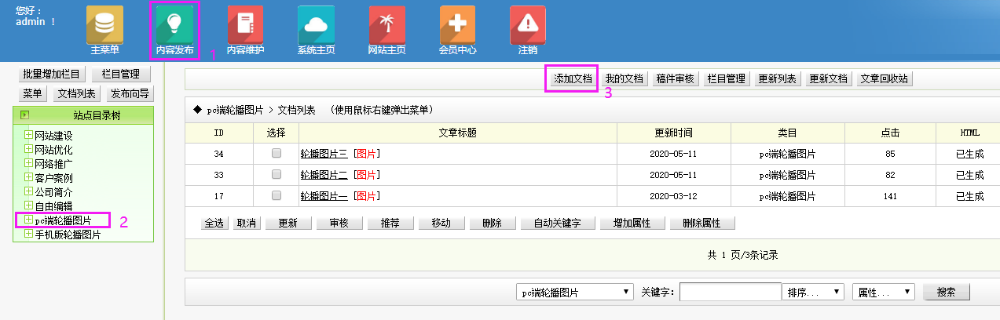 您好：
admin ！
主菜单 内容发布 内容维护 系统主页 网站主页 会员中心 注销
1
批量增加栏目 栏目管理
菜单 文档列表 发布向导
站点目录树
网站建设
网站优化
网络推广
客户案例
公司简介
自由编辑
pc端轮播图片 2
手机版轮播图片
添加文档 我的文档 稿件审核 栏目管理 更新列表 更新文档 文章回收站
3
◆ pc端轮播图片 > 文档列表 （使用鼠标右键弹出菜单）
ID 选择 文章标题 更新时间 类目 点击 HTML
34 轮播图片三 [图片] 2020-05-11 pc端轮播图片 85 已生成
33 轮播图片二 [图片] 2020-05-11 pc端轮播图片 82 已生成
17 轮播图片一 [图片] 2020-03-12 pc端轮播图片 141 已生成
全选 取消 更新 审核 推荐 移动 删除 自动关键字 增加属性 删除属性
共 1 页/3条记录
pc端轮播图片 关键字： 排序... 属性... 搜索